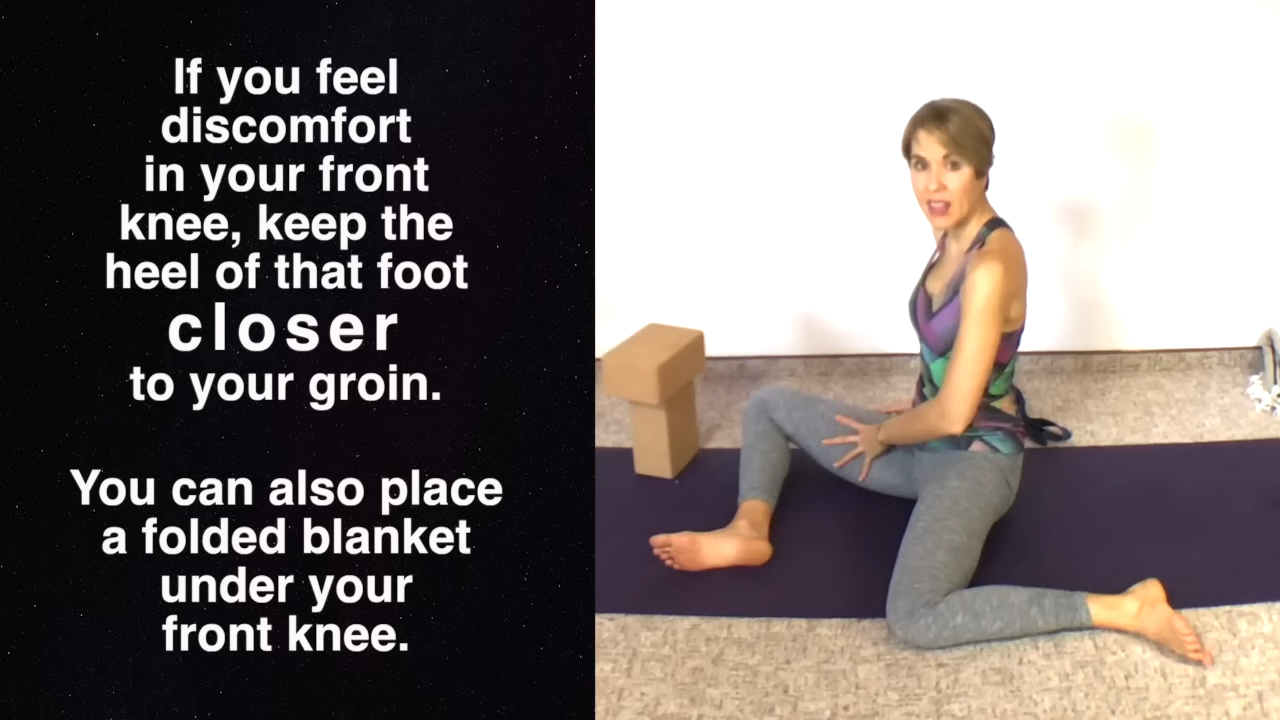 If you feel
discomfort
in your front
knee, keep the
heel of that foot
closer
to your groin.
You can also place
a folded blanket
under your
front knee.